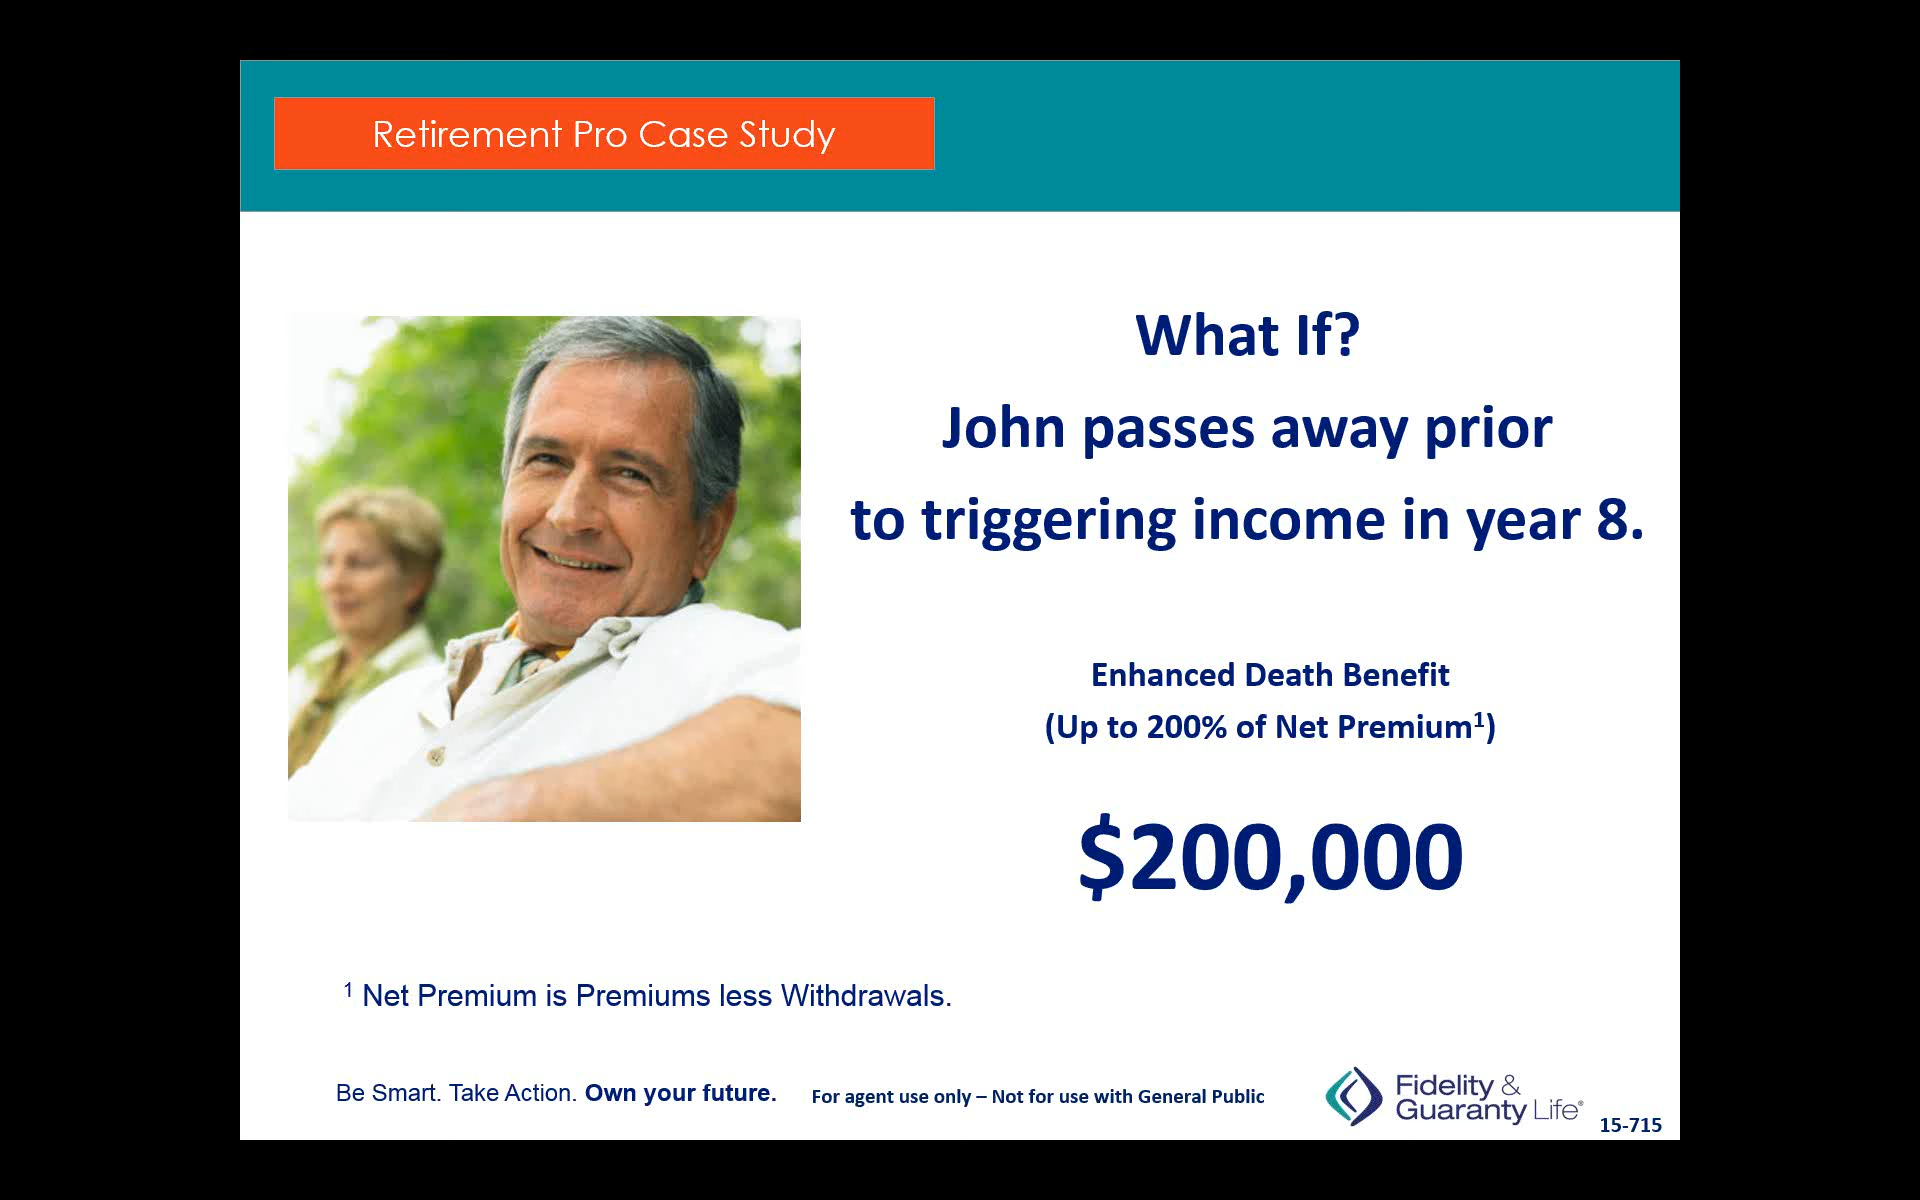 Retirement Pro Case Study
What If?
John passes away prior
to triggering income in year 8.
Enhanced Death Benefit
(Up to 200% of Net Premium¹)
$200,000
¹ Net Premium is Premiums less Withdrawals.
Be Smart. Take Action. Own your future.
For agent use only – Not for use with General Public
Fidelity &
Guaranty Life®
15-715